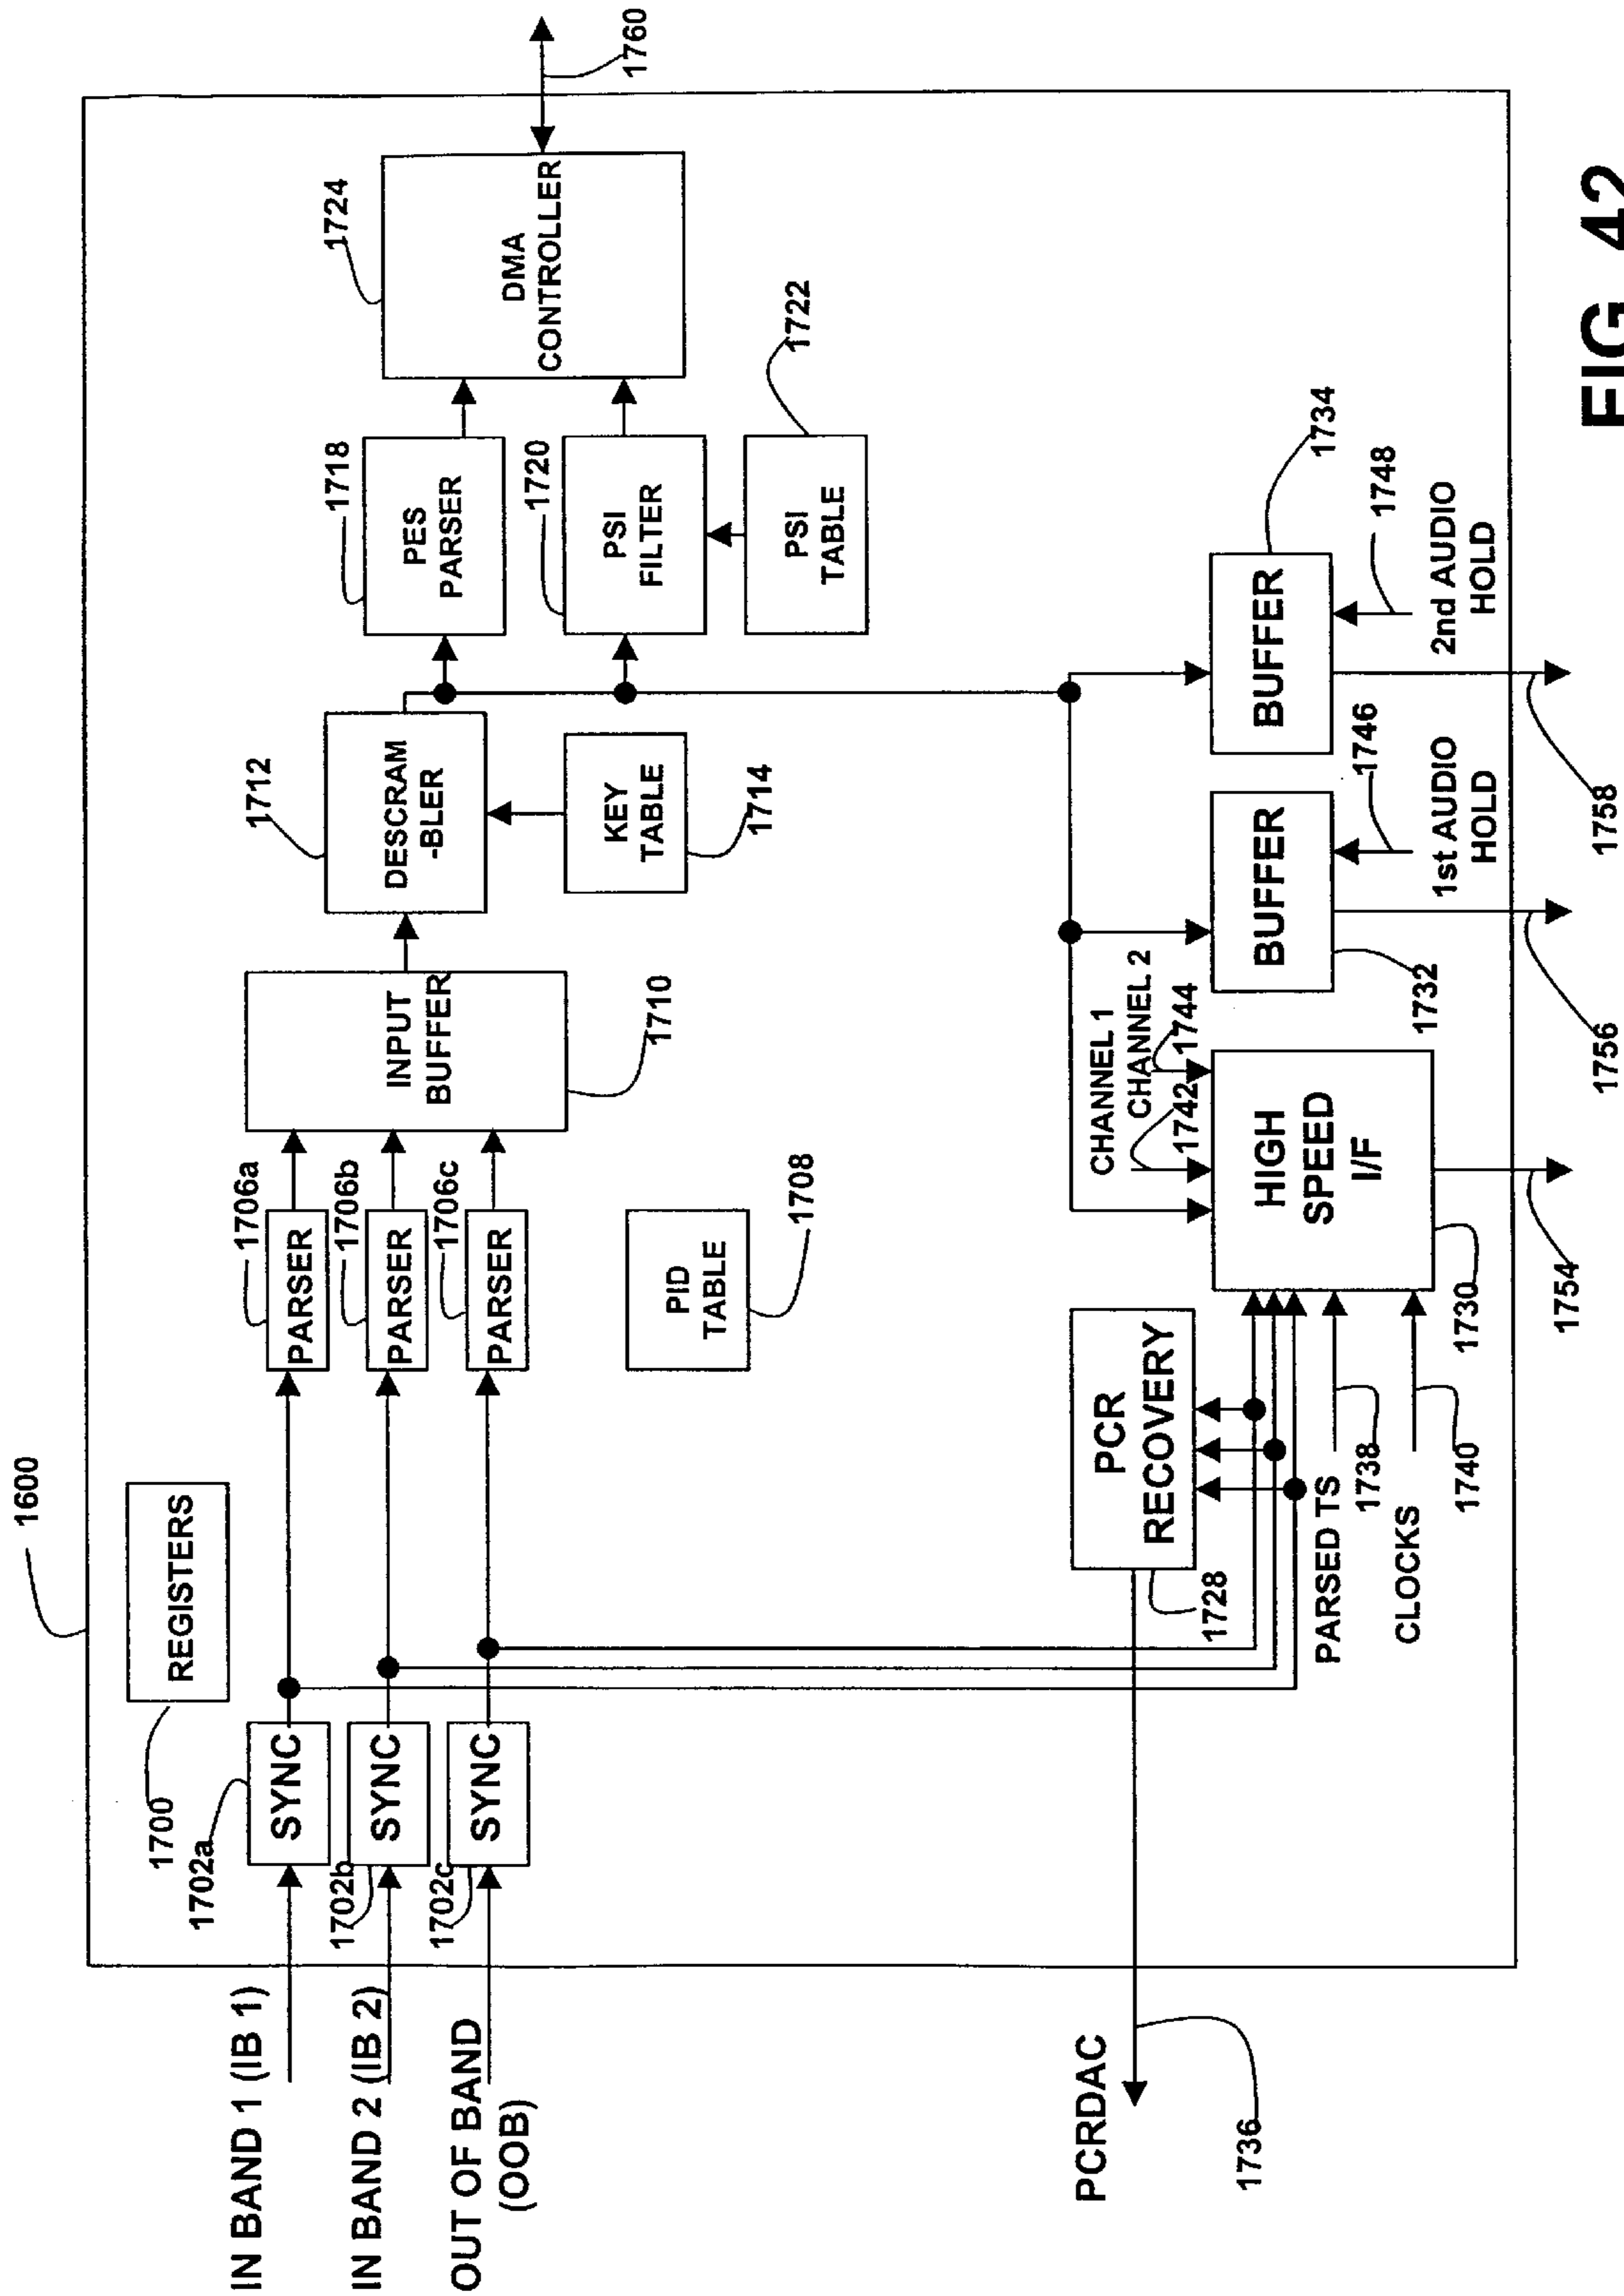 1600
1700
REGISTERS
1702a
SYNC
1702b
SYNC
1702c
SYNC
IN BAND 1 (IB 1)
IN BAND 2 (IB 2)
OUT OF BAND
(OOB)
1706a
PARSER
1706b
PARSER
1706c
PARSER
PID
TABLE
1708
INPUT
BUFFER
1710
1712
DESCRAM
-BLER
KEY
TABLE
1714
1718
PES
PARSER
1720
PSI
FILTER
PSI
TABLE
1722
1724
DMA
CONTROLLER
1760
PCRDAC
1736
PCR
RECOVERY
1728
PARSED TS
1738
CLOCKS
1740
CHANNEL 1
CHANNEL 2
1742
1744
HIGH
SPEED
I/F
1730
1754
BUFFER
1732
1746
1st AUDIO
HOLD
1756
BUFFER
1734
1748
2nd AUDIO
HOLD
1758
FIG. 42